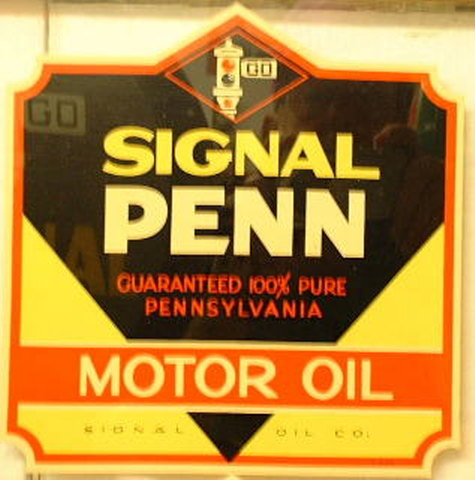 GO
SIGNAL
PENN
GUARANTEED 100% PURE
PENNSYLVANIA
MOTOR OIL
SIGNAL OIL CO.